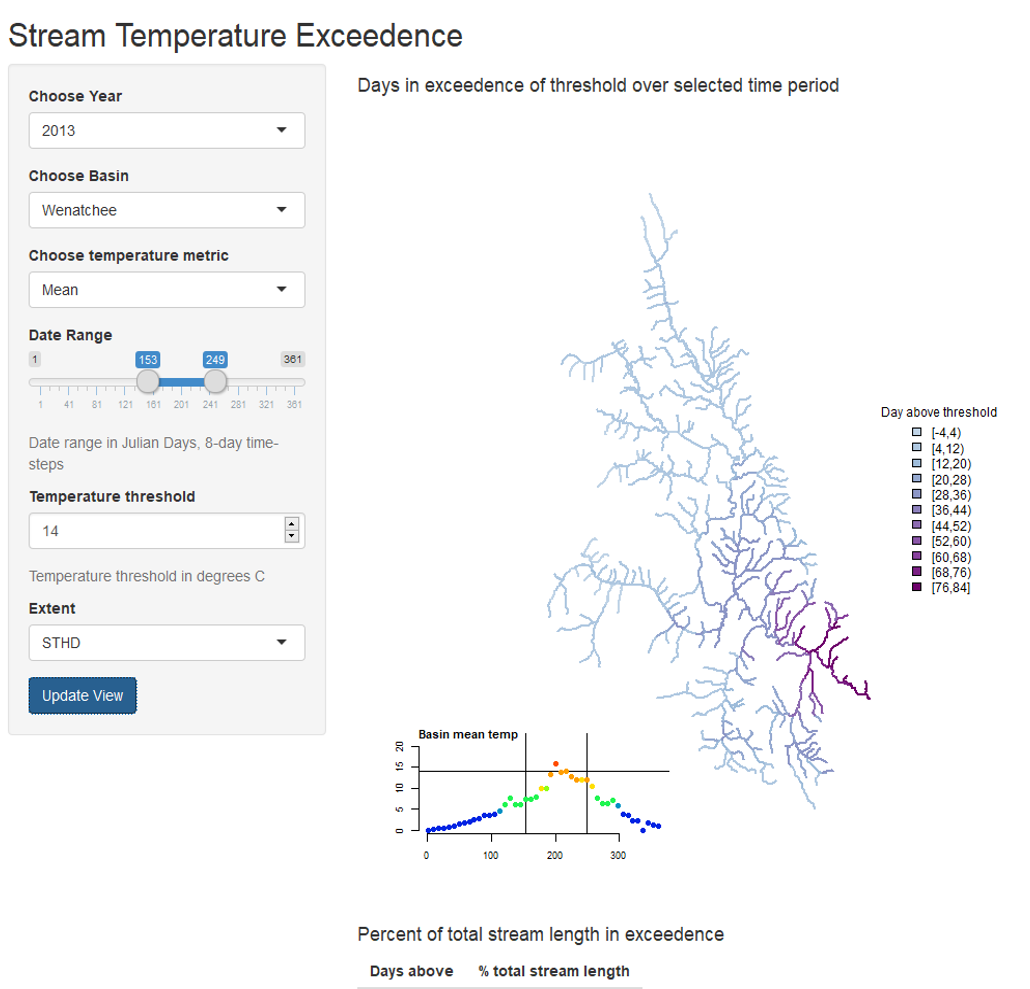 Stream Temperature Exceedence
Choose Year
2013
Choose Basin
Wenatchee
Choose temperature metric
Mean
Date Range
1 153 249 361
1 41 81 121 161 201 241 281 321 361
Date range in Julian Days, 8-day time-
steps
Temperature threshold
14
Temperature threshold in degrees C
Extent
STHD
Update View
Days in exceedence of threshold over selected time period
Day above threshold
[-4,4)
[4,12)
[12,20)
[20,28)
[28,36)
[36,44)
[44,52)
[52,60)
[60,68)
[68,76)
[76,84]
Basin mean temp
20
15
10
5
0
0 100 200 300
Percent of total stream length in exceedence
Days above % total stream length